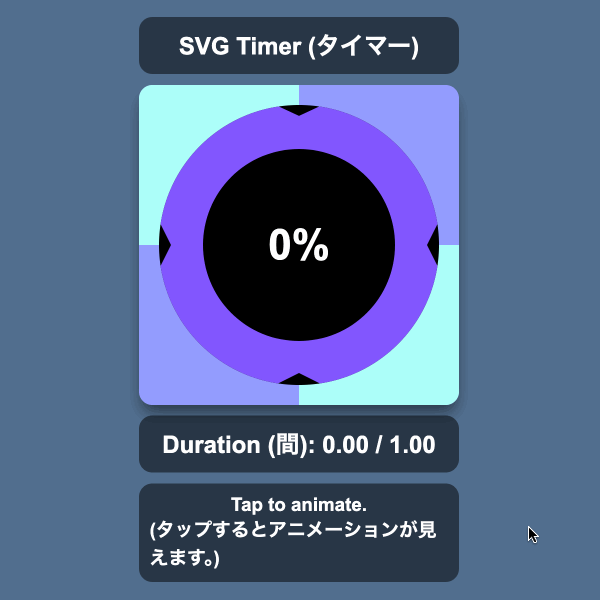 SVG Timer (タイマー)
0%
Duration (間): 0.00 / 1.00
Tap to animate.
(タップするとアニメーションが見
えます。)